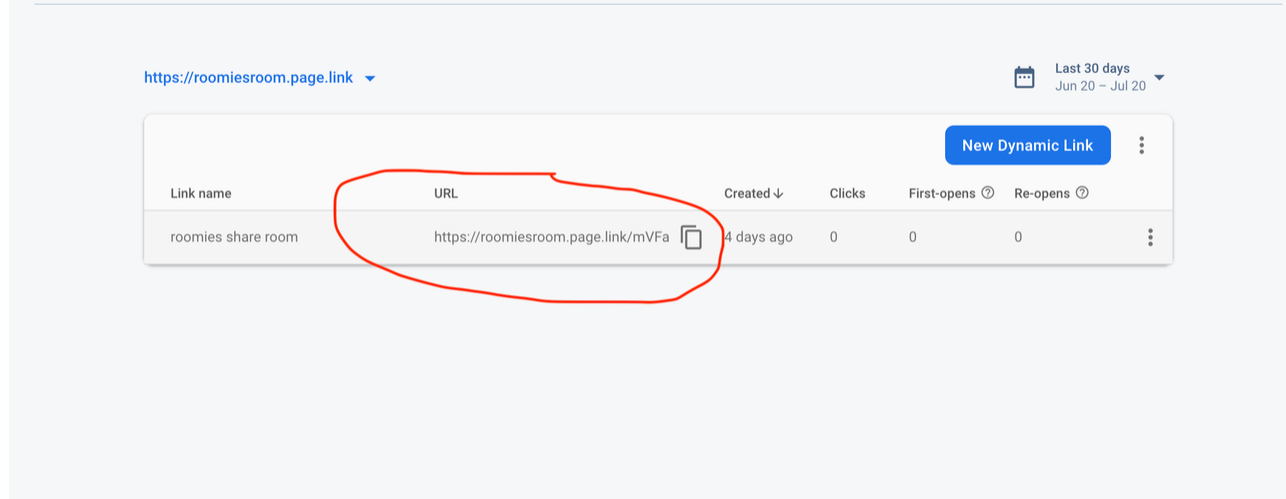 https://roomiesroom.page.link
Last 30 days
Jun 20 – Jul 20
New Dynamic Link
Link name URL Created Clicks First-opens Re-opens
roomies share room https://roomiesroom.page.link/mVFa 4 days ago 0 0 0